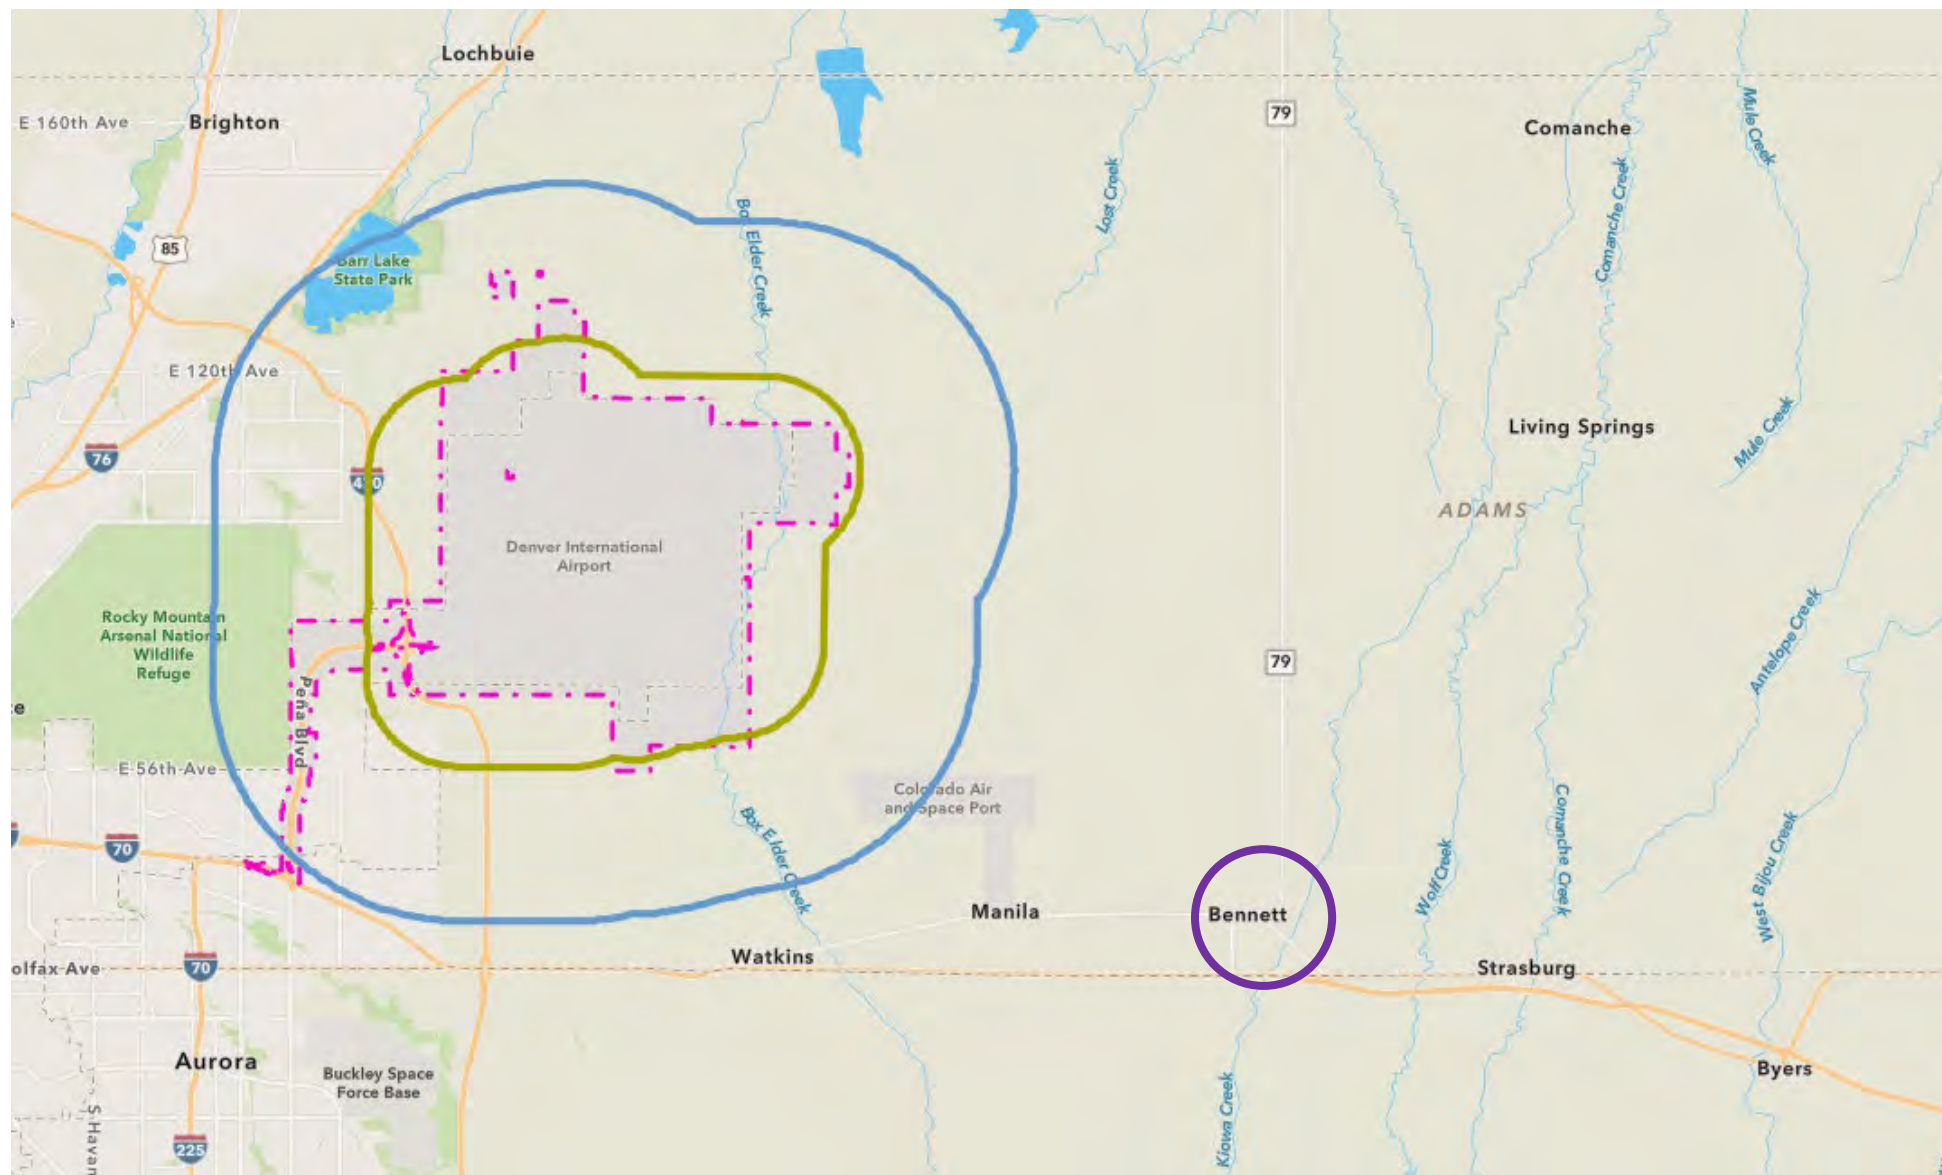 Lochbuie
E 160th Ave
Brighton
79
Comanche
Mule Creek
Lost Creek
Comanche Creek
85
Barr Lake
State Park
Box Elder Creek
E 120th Ave
Living Springs
Mule Creek
76
470
ADAMS
Denver International
Airport
Rocky Mountain
Arsenal National
Wildlife
Refuge
79
Antelope Creek
Peña Blvd
E 56th Ave
Colorado Air
and Space Port
Box Elder Creek
70
Wolf Creek
Comanche Creek
West Bijou Creek
Manila
Bennett
Watkins
olfax Ave
70
Strasburg
Aurora
Buckley Space
Force Base
Byers
Kiowa Creek
S Havan
225